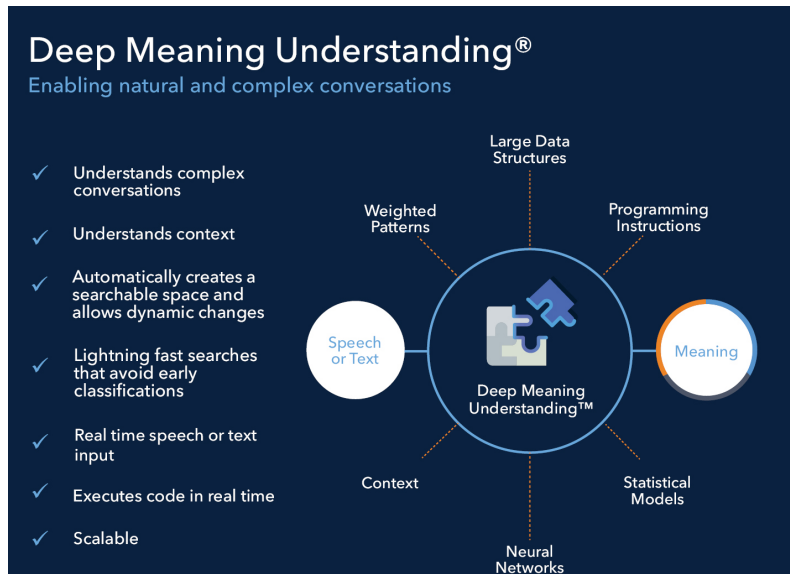 Deep Meaning Understanding®
Enabling natural and complex conversations
✓ Understands complex
conversations
✓ Understands context
✓ Automatically creates a
searchable space and
allows dynamic changes
✓ Lightning fast searches
that avoid early
classifications
✓ Real time speech or text
input
✓ Executes code in real time
✓ Scalable
Large Data
Structures
Weighted
Patterns
Programming
Instructions
Speech
or Text
Deep Meaning
Understanding™
Meaning
Context
Statistical
Models
Neural
Networks